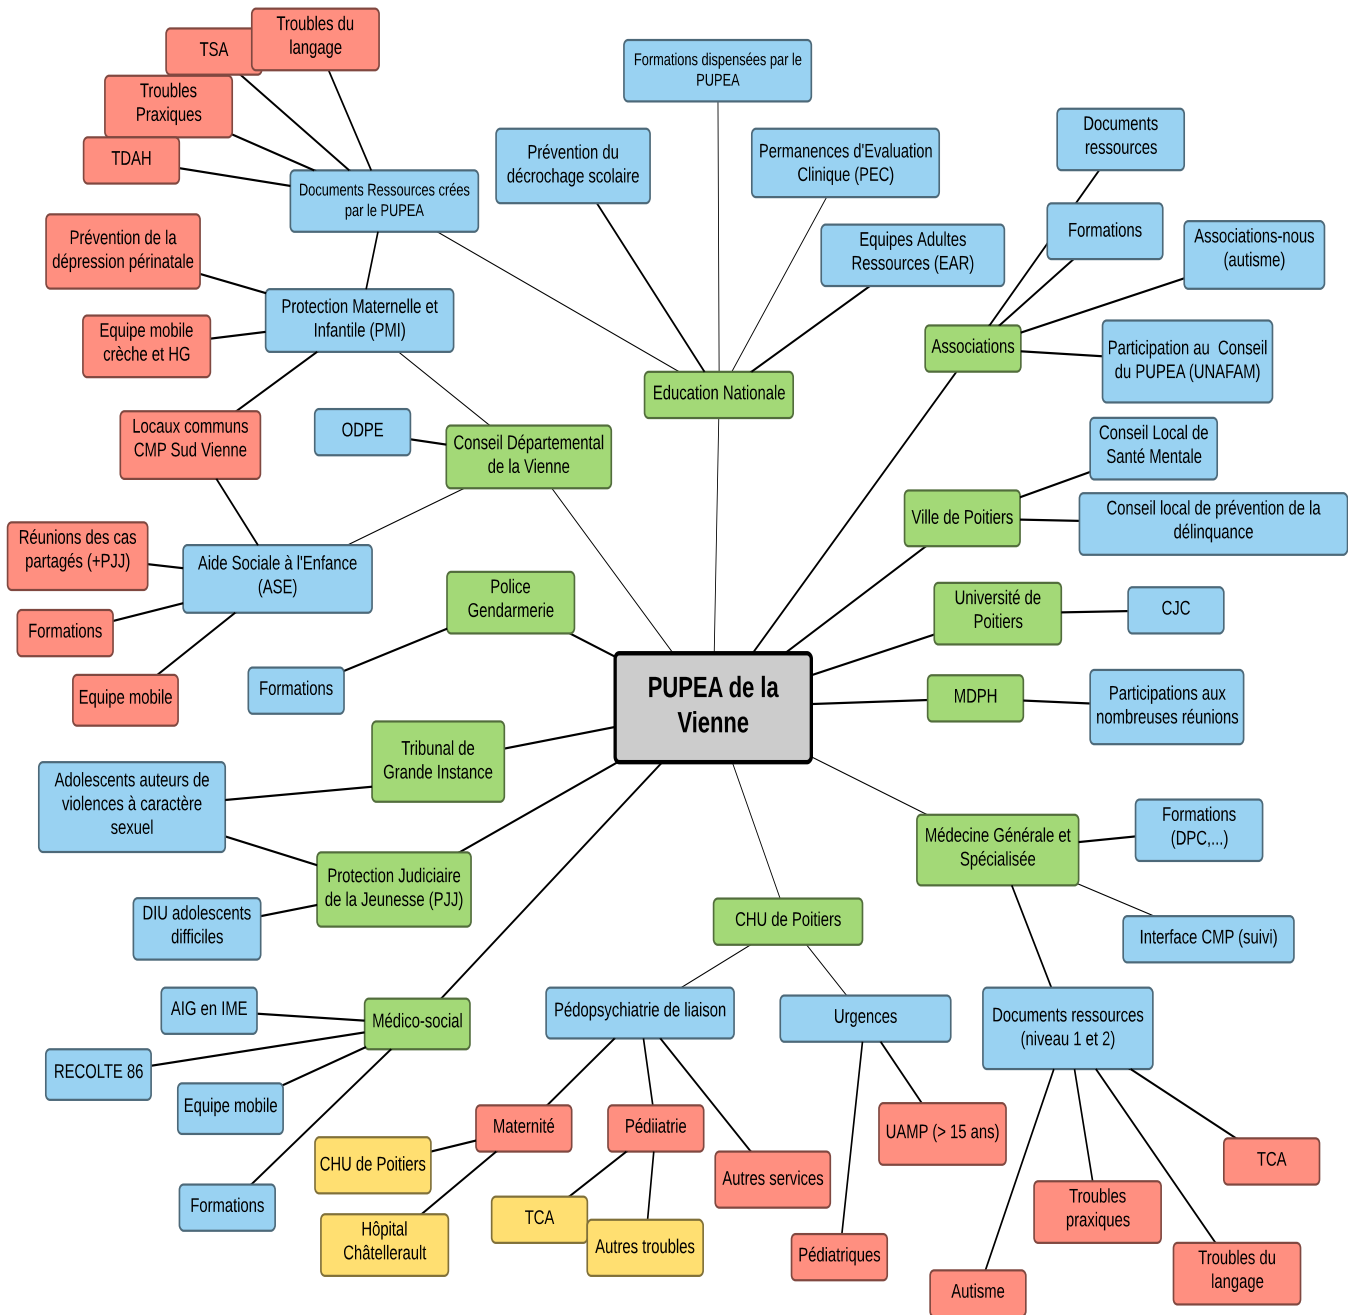 Troubles du
langage
TSA
Troubles
Praxiques
TDAH
Documents Ressources crées
par le PUPEA
Formations dispensées par le
PUPEA
Prévention du
décrochage scolaire
Permanences d'Evaluation
Clinique (PEC)
Equipes Adultes
Ressources (EAR)
Documents
ressources
Formations
Associations-nous
(autisme)
Associations
Participation au  Conseil
du PUPEA (UNAFAM)
Prévention de la
dépression périnatale
Protection Maternelle et
Infantile (PMI)
Equipe mobile
crèche et HG
Education Nationale
Locaux communs
CMP Sud Vienne
ODPE
Conseil Départemental
de la Vienne
Conseil Local de
Santé Mentale
Ville de Poitiers
Conseil local de prévention de la
délinquance
Réunions des cas
partagés (+PJJ)
Aide Sociale à l'Enfance
(ASE)
Formations
Equipe mobile
Police
Gendarmerie
Formations
Université de
Poitiers
CJC
PUPEA de la
Vienne
MDPH
Participations aux
nombreuses réunions
Tribunal de
Grande Instance
Adolescents auteurs de
violences à caractère
sexuel
Protection Judiciaire
de la Jeunesse (PJJ)
DIU adolescents
difficiles
Médecine Générale et
Spécialisée
Formations
(DPC,...)
Interface CMP (suivi)
CHU de Poitiers
AIG en IME
Médico-social
RECOLTE 86
Equipe mobile
Formations
Pédopsychiatrie de liaison
Urgences
Documents ressources
(niveau 1 et 2)
Maternité
Pédiiatrie
Autres services
UAMP (> 15 ans)
CHU de Poitiers
Hôpital
Châtellerault
TCA
Autres troubles
Pédiatriques
TCA
Troubles
praxiques
Troubles du
langage
Autisme